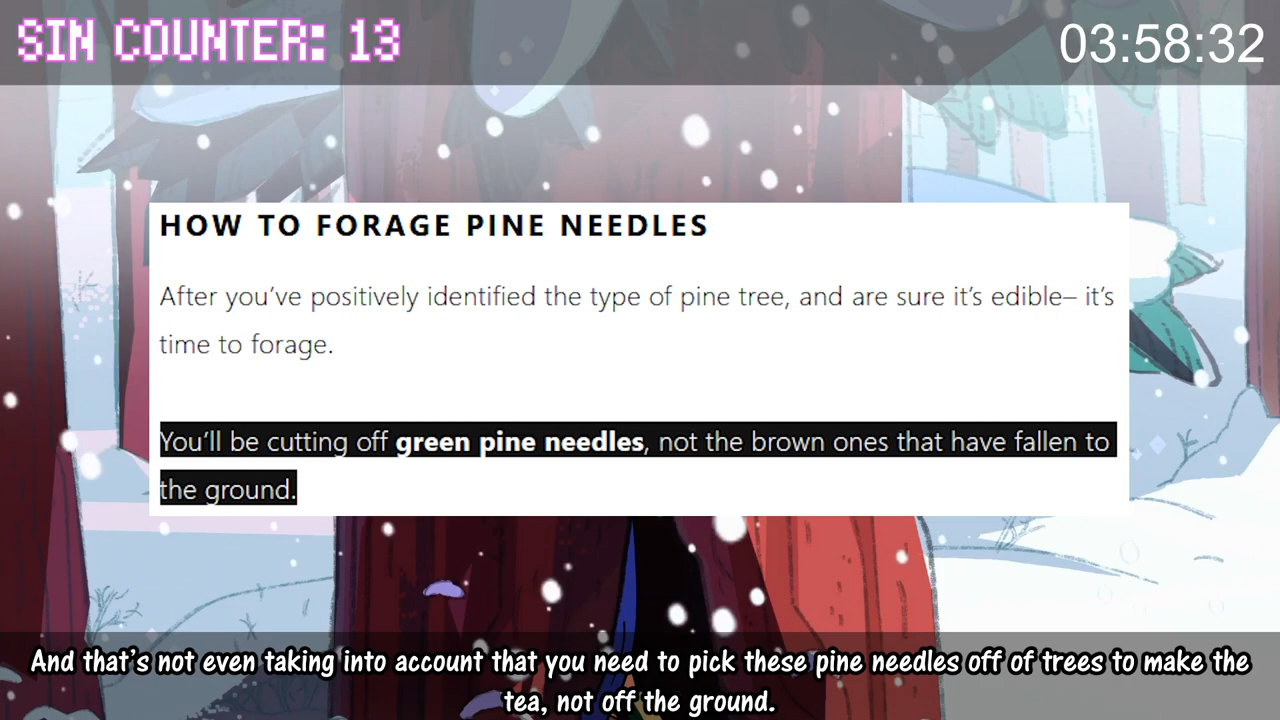 SIN COUNTER: 13
03:58:32
HOW TO FORAGE PINE NEEDLES
After you’ve positively identified the type of pine tree, and are sure it’s edible– it’s
time to forage.
You’ll be cutting off green pine needles, not the brown ones that have fallen to
the ground.
And that’s not even taking into account that you need to pick these pine needles off of trees to make the
tea, not off the ground.